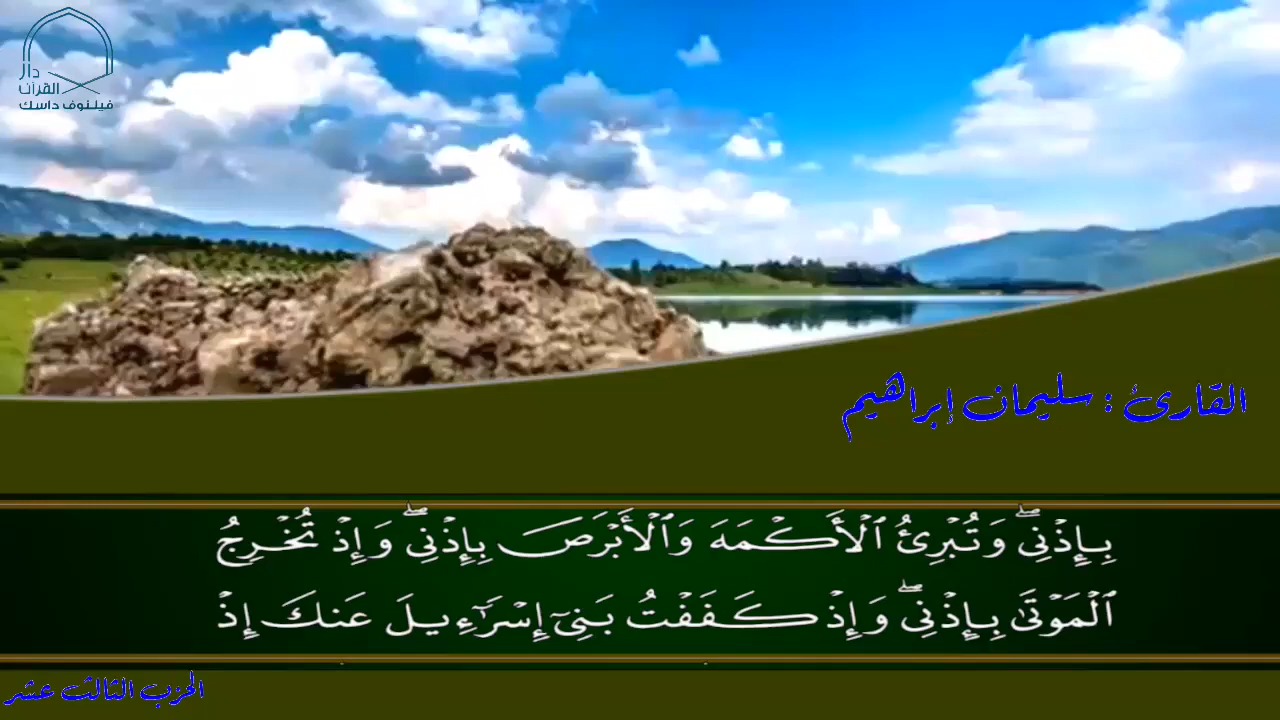 دار
القرآن
فيلنوف داسك
القارئ : سليمان إبراهيم
بِإِذْنِيۖ وَتُبْرِئُ ٱلْأَكْمَهَ وَٱلْأَبْرَصَ بِإِذْنِيۖ وَإِذْ تُخْرِجُ
ٱلْمَوْتَىٰ بِإِذْنِيۖ وَإِذْ كَفَفْتُ بَنِيٓ إِسْرَٰٓءِيلَ عَنكَ إِذْ
الحزب الثالث عشر